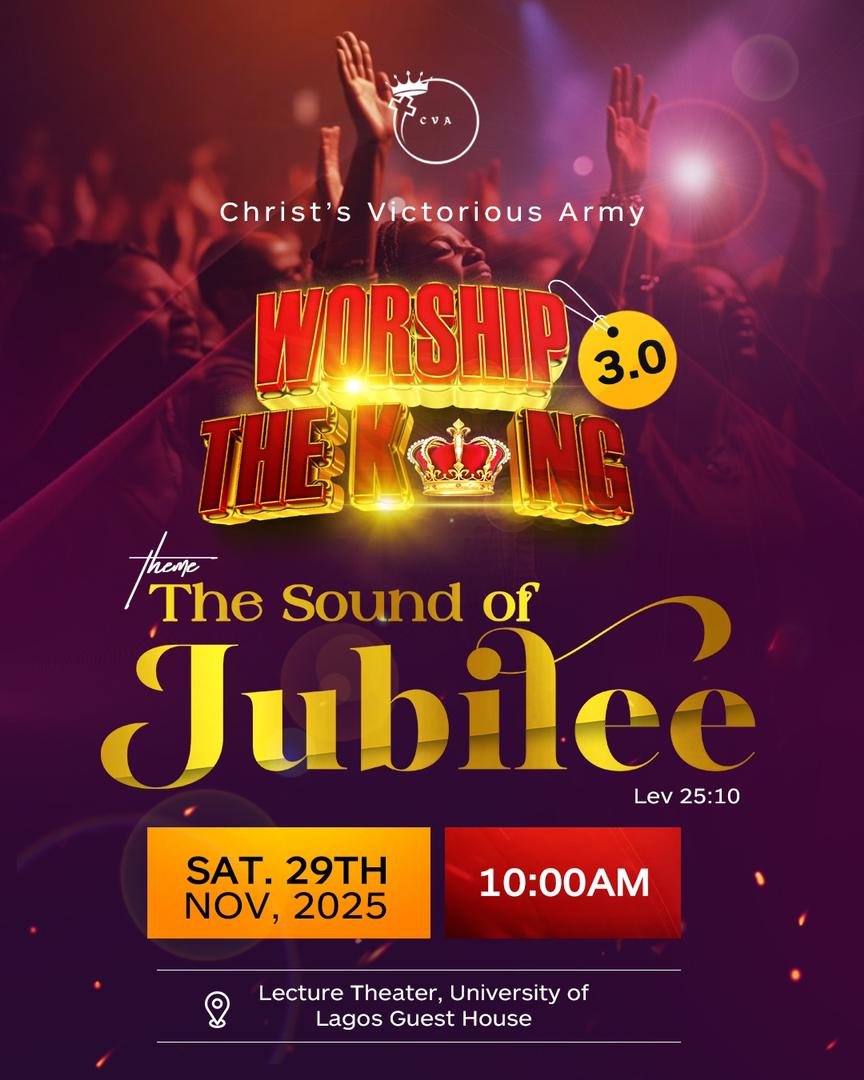 CVA
Christ's Victorious Army
WORSHIP
3.0
THE K NG
theme
The Sound of
Jubilee
Lev 25:10
SAT. 29TH
NOV, 2025
10:00AM
Lecture Theater, University of
Lagos Guest House